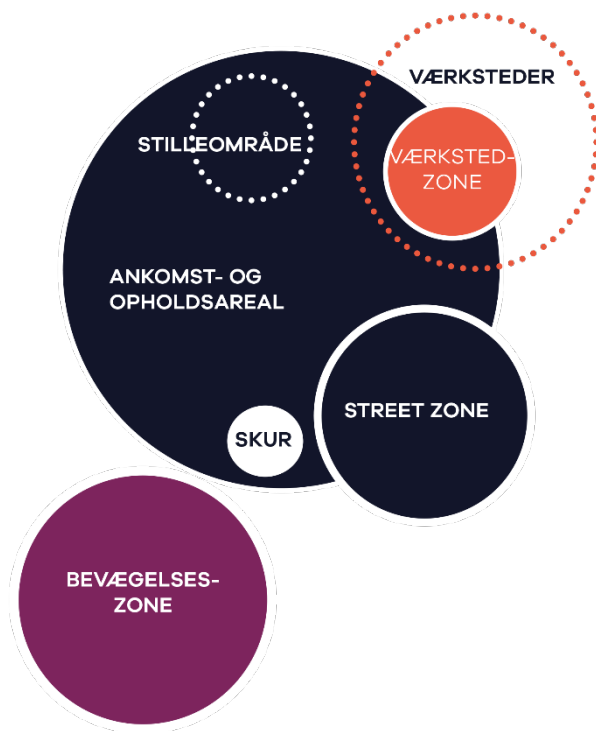 VÆRKSTEDER
STILLEOMRÅDE
VÆRKSTED-
ZONE
ANKOMST- OG
OPHOLDSAREAL
STREET ZONE
SKUR
BEVÆGELSES-
ZONE